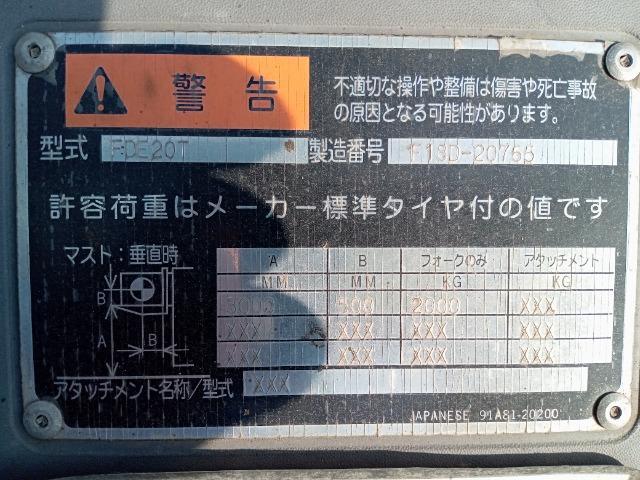 警告
不適切な操作や整備は傷害や死亡事故
の原因となる可能性があります。
型式 FDE20T 製造番号 F18D-20765
許容荷重はメーカー標準タイヤ付の値です
マスト:垂直時
A B フォークのみ アタッチメント
MM MM KG KG
3000 500 2000 XXX
XXX XXX XXX XXX
XXX XXX XXX XXX
B
A B
アタッチメント名称/型式 XXX
JAPANESE 91A81-20200